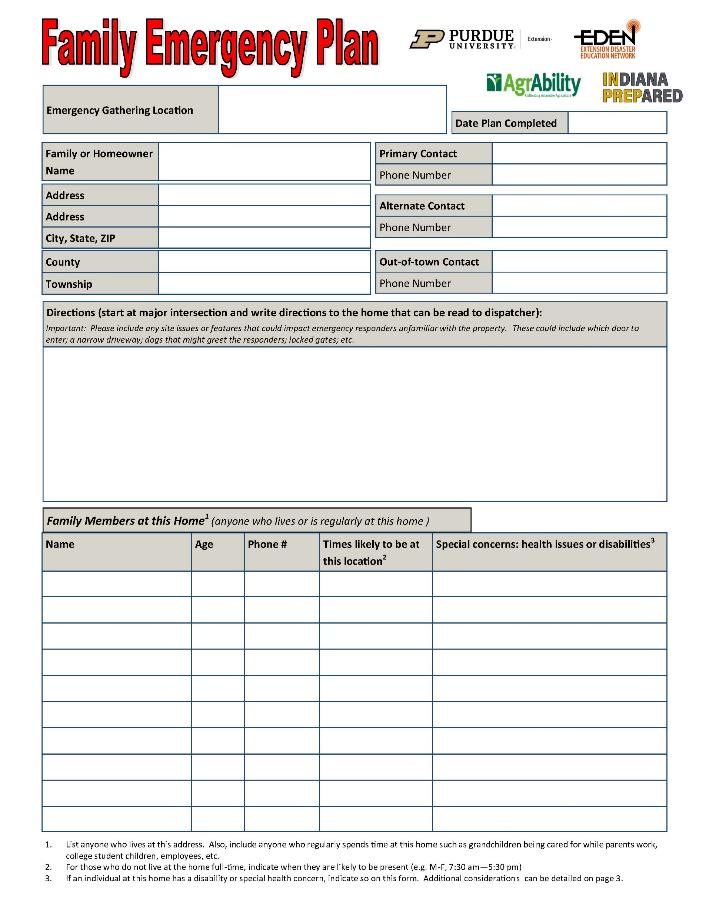 Family Emergency Plan
PURDUE
UNIVERSITY®
Extension
EDEN
EXTENSION DISASTER
EDUCATION NETWORK
AgrAbility
INDIANA
PREPARED
Emergency Gathering Location
Date Plan Completed
Family or Homeowner
Name
Primary Contact
Phone Number
Address
Address
City, State, ZIP
Alternate Contact
Phone Number
County
Township
Out-of-town Contact
Phone Number
Directions (start at major intersection and write directions to the home that can be read to dispatcher):
Important: Please include any site issues or features that could impact emergency responders unfamiliar with the property. These could include which door to
enter; a narrow driveway; dogs that might greet the responders; locked gates; etc.
Family Members at this Home1 (anyone who lives or is regularly at this home )
Name Age Phone # Times likely to be at Special concerns: health issues or disabilities3
this location2
1. List anyone who lives at this address. Also, include anyone who regularly spends time at this home such as grandchildren being cared for while parents work,
college student children, employees, etc.
2. For those who do not live at the home full-time, indicate when they are likely to be present (e.g. M-F, 7:30 am—5:30 pm)
3. If an individual at this home has a disability or special health concern, indicate so on this form. Additional considerations can be detailed on page 3.